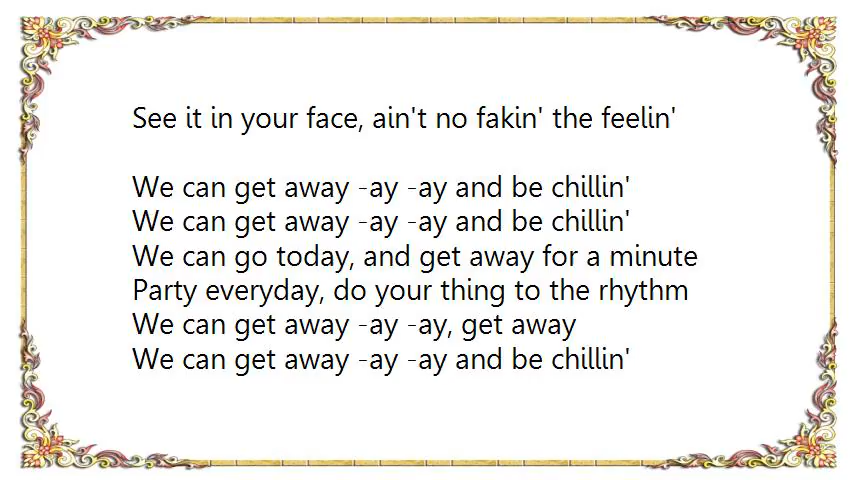 See it in your face, ain't no fakin' the feelin'
We can get away -ay -ay and be chillin'
We can get away -ay -ay and be chillin'
We can go today, and get away for a minute
Party everyday, do your thing to the rhythm
We can get away -ay -ay, get away
We can get away -ay -ay and be chillin'